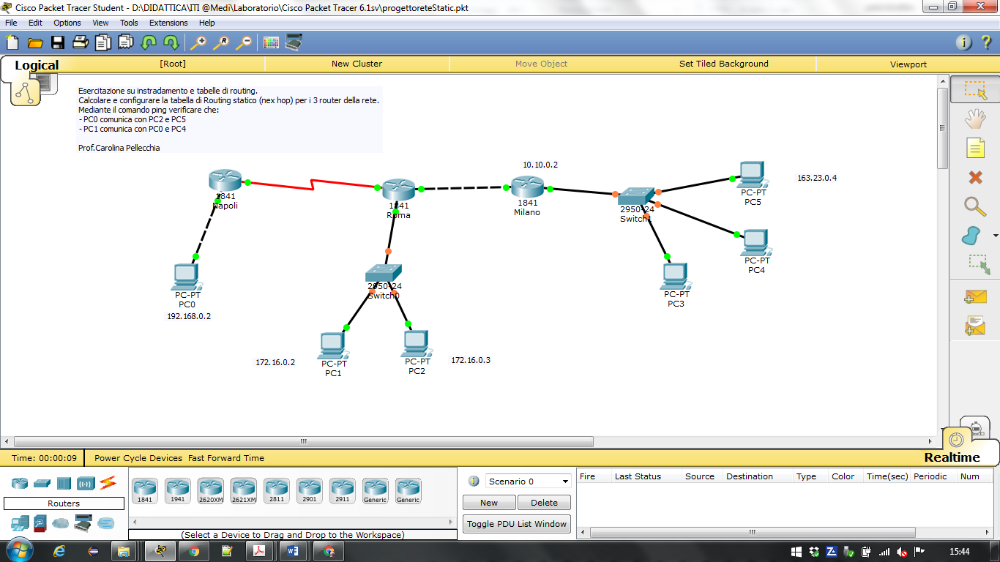 Cisco Packet Tracer Student - D:\DIDATTICA\ITI @Medi\Laboratorio\Cisco Packet Tracer 6.1sv\progettoreteStatic.pkt
File Edit Options View Tools Extensions Help
Logical [Root] New Cluster Move Object Set Tiled Background Viewport
Esercitazione su instradamento e tabelle di routing.
Calcolare e configurare la tabella di Routing statico (nex hop) per i 3 router della rete.
Mediante il comando ping verificare che:
- PC0 comunica con PC2 e PC5
- PC1 comunica con PC0 e PC4
Prof.Carolina Pellecchia
10.10.0.2
163.23.0.4
1841
Napoli
1841
Roma
1841
Milano
2950-24
Switch1
PC-PT
PC5
PC-PT
PC4
PC-PT
PC3
2950-24
Switch0
PC-PT
PC0
192.168.0.2
172.16.0.2
PC-PT
PC1
PC-PT
PC2
172.16.0.3
Time: 00:00:09 Power Cycle Devices Fast Forward Time
Realtime
Routers
1841 1941 2620XM 2621XM 2811 2901 2911 Generic Generic
(Select a Device to Drag and Drop to the Workspace)
Scenario 0
New Delete
Toggle PDU List Window
Fire Last Status Source Destination Type Color Time(sec) Periodic Num
15:44